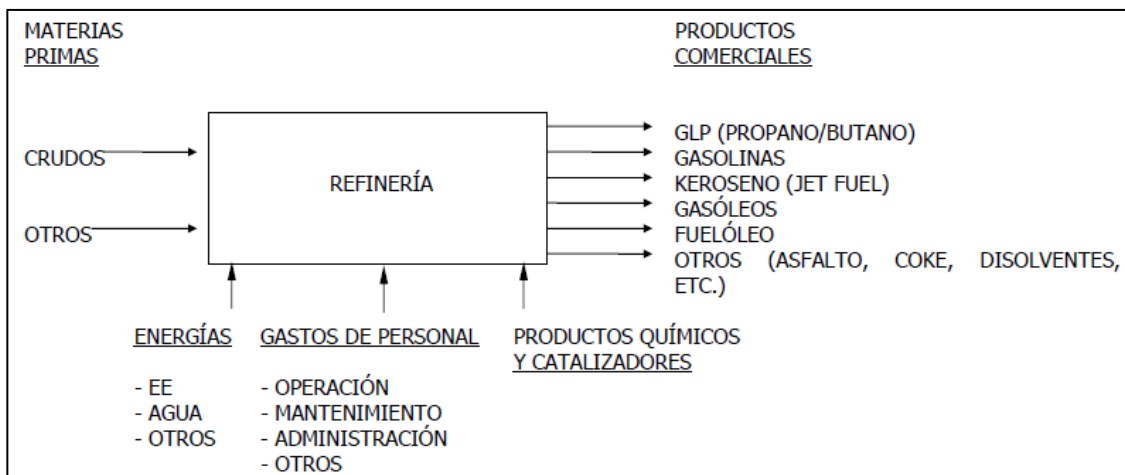 MATERIAS
PRIMAS
PRODUCTOS
COMERCIALES
CRUDOS
OTROS
REFINERÍA
GLP (PROPANO/BUTANO)
GASOLINAS
KEROSENO (JET FUEL)
GASÓLEOS
FUELÓLEO
OTROS (ASFALTO, COKE, DISOLVENTES,
ETC.)
ENERGÍAS
- EE
- AGUA
- OTROS
GASTOS DE PERSONAL
- OPERACIÓN
- MANTENIMIENTO
- ADMINISTRACIÓN
- OTROS
PRODUCTOS QUÍMICOS
Y CATALIZADORES